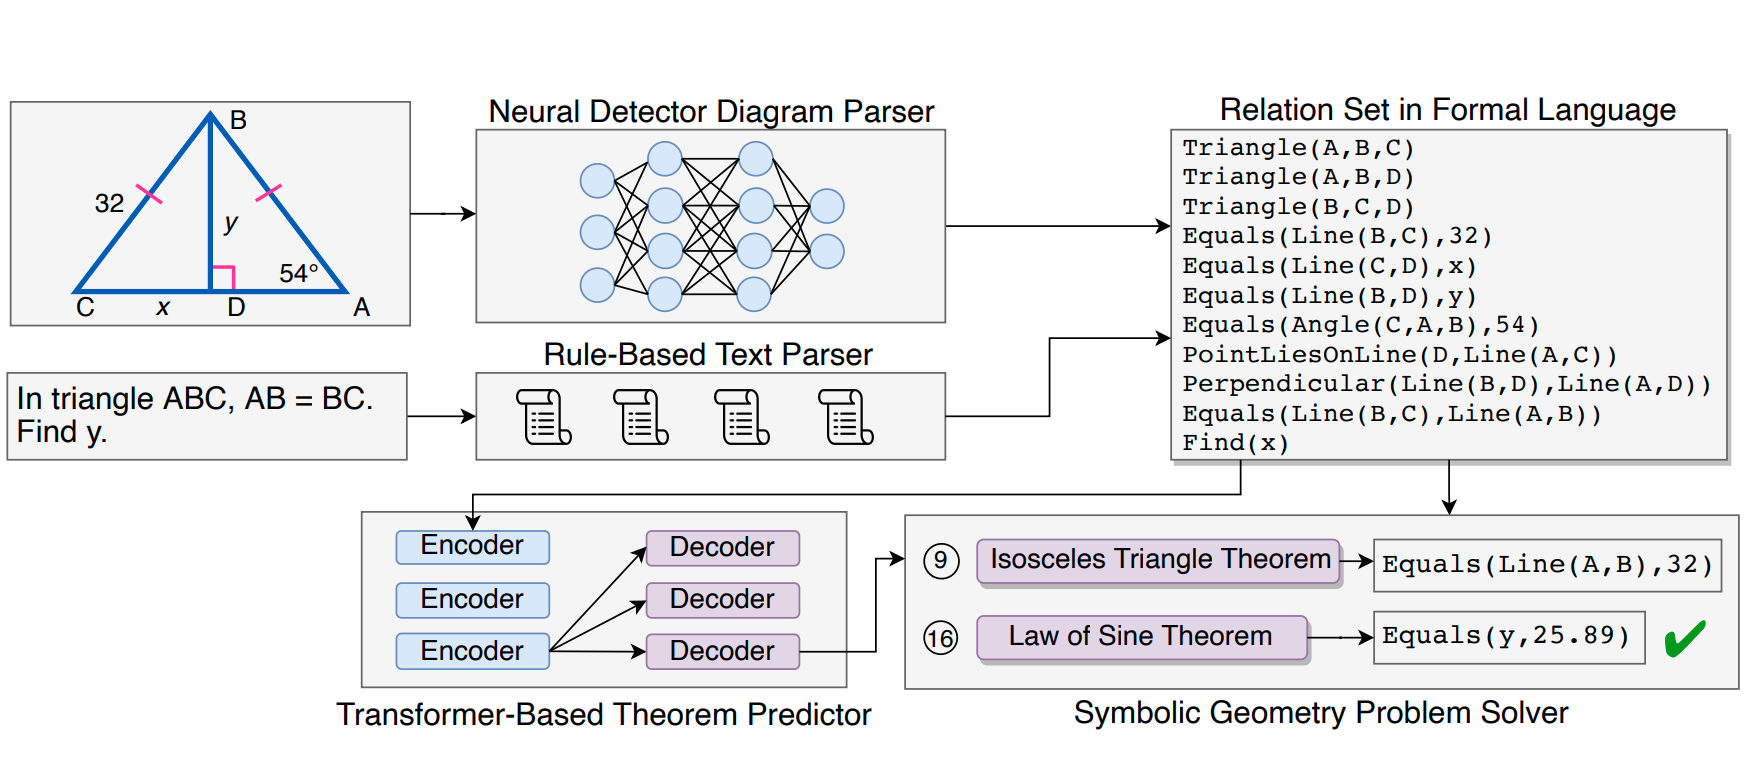 B
32
y
54°
C
x
D
A
In triangle ABC, AB = BC.
Find y.
Neural Detector Diagram Parser
Rule-Based Text Parser
Relation Set in Formal Language
Triangle(A,B,C)
Triangle(A,B,D)
Triangle(B,C,D)
Equals(Line(B,C),32)
Equals(Line(C,D),x)
Equals(Line(B,D),y)
Equals(Angle(C,A,B),54)
PointLiesOnLine(D,Line(A,C))
Perpendicular(Line(B,D),Line(A,D))
Equals(Line(B,C),Line(A,B))
Find(x)
Encoder
Decoder
Encoder
Decoder
Encoder
Decoder
Transformer-Based Theorem Predictor
9
Isosceles Triangle Theorem
Equals(Line(A,B),32)
16
Law of Sine Theorem
Equals(y,25.89)
Symbolic Geometry Problem Solver